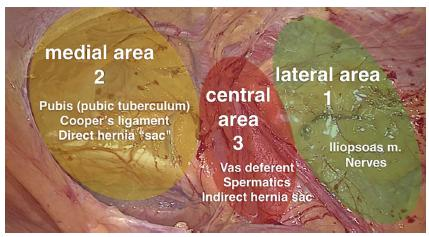 medial area
2
Pubis (pubic tuberculum)
Cooper's ligament
Direct hernia "sac"
central
area
3
Vas deferent
Spermatics
Indirect hernia sac
lateral area
1
Iliopsoas m.
Nerves